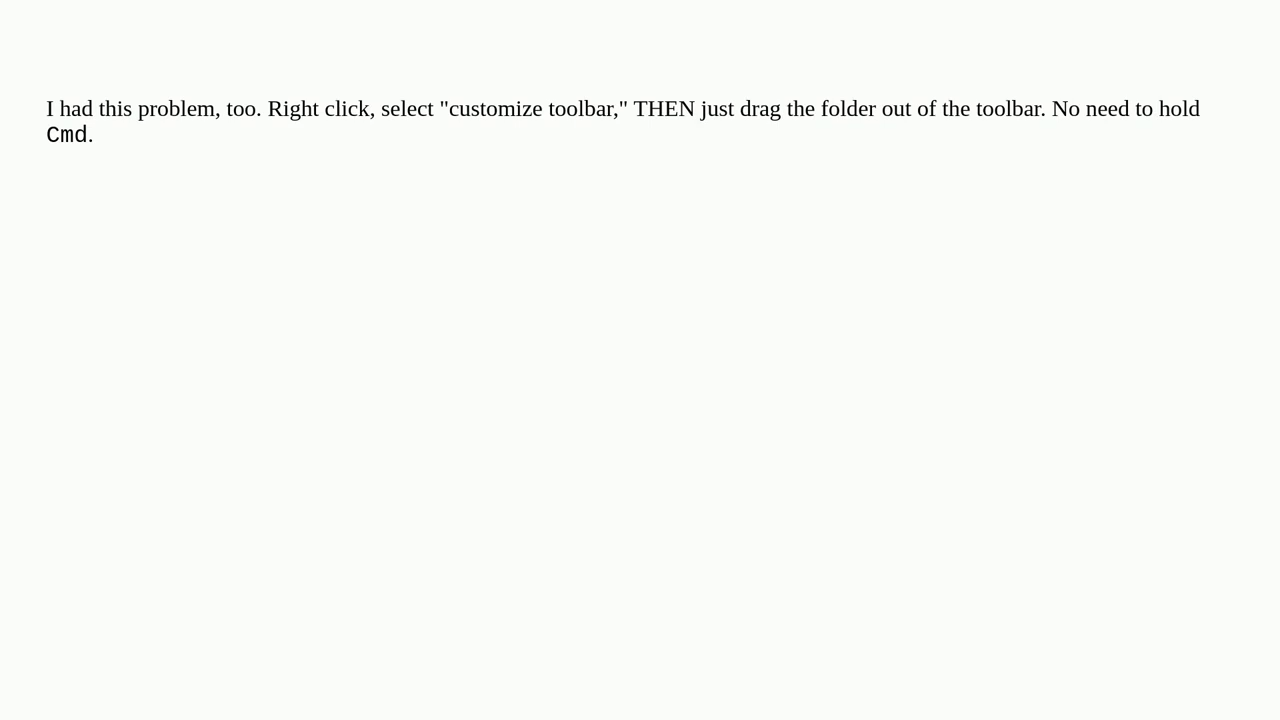 I had this problem, too. Right click, select "customize toolbar," THEN just drag the folder out of the toolbar. No need to hold
Cmd.